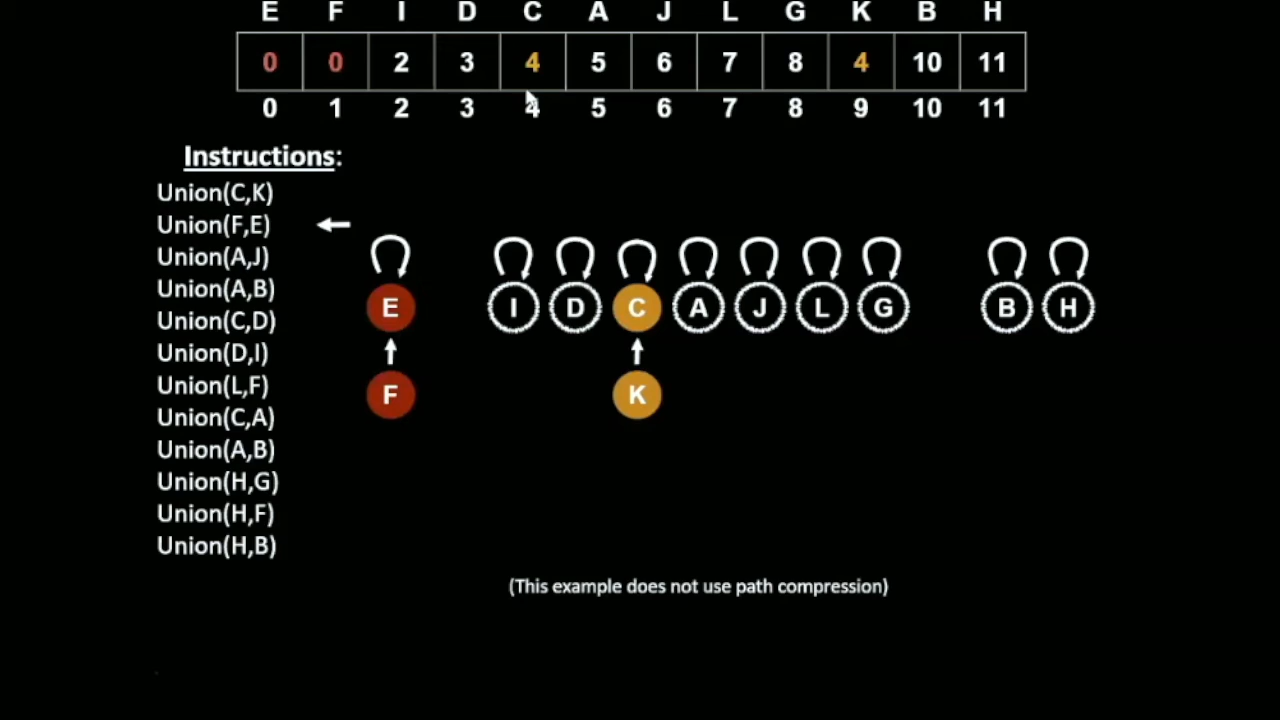 E F I D C A J L G K B H
0 0 2 3 4 5 6 7 8 4 10 11
0 1 2 3 4 5 6 7 8 9 10 11
Instructions:
Union(C,K)
Union(F,E)
Union(A,J)
Union(A,B)
Union(C,D)
Union(D,I)
Union(L,F)
Union(C,A)
Union(A,B)
Union(H,G)
Union(H,F)
Union(H,B)
E I D C A J L G B H
F K
(This example does not use path compression)